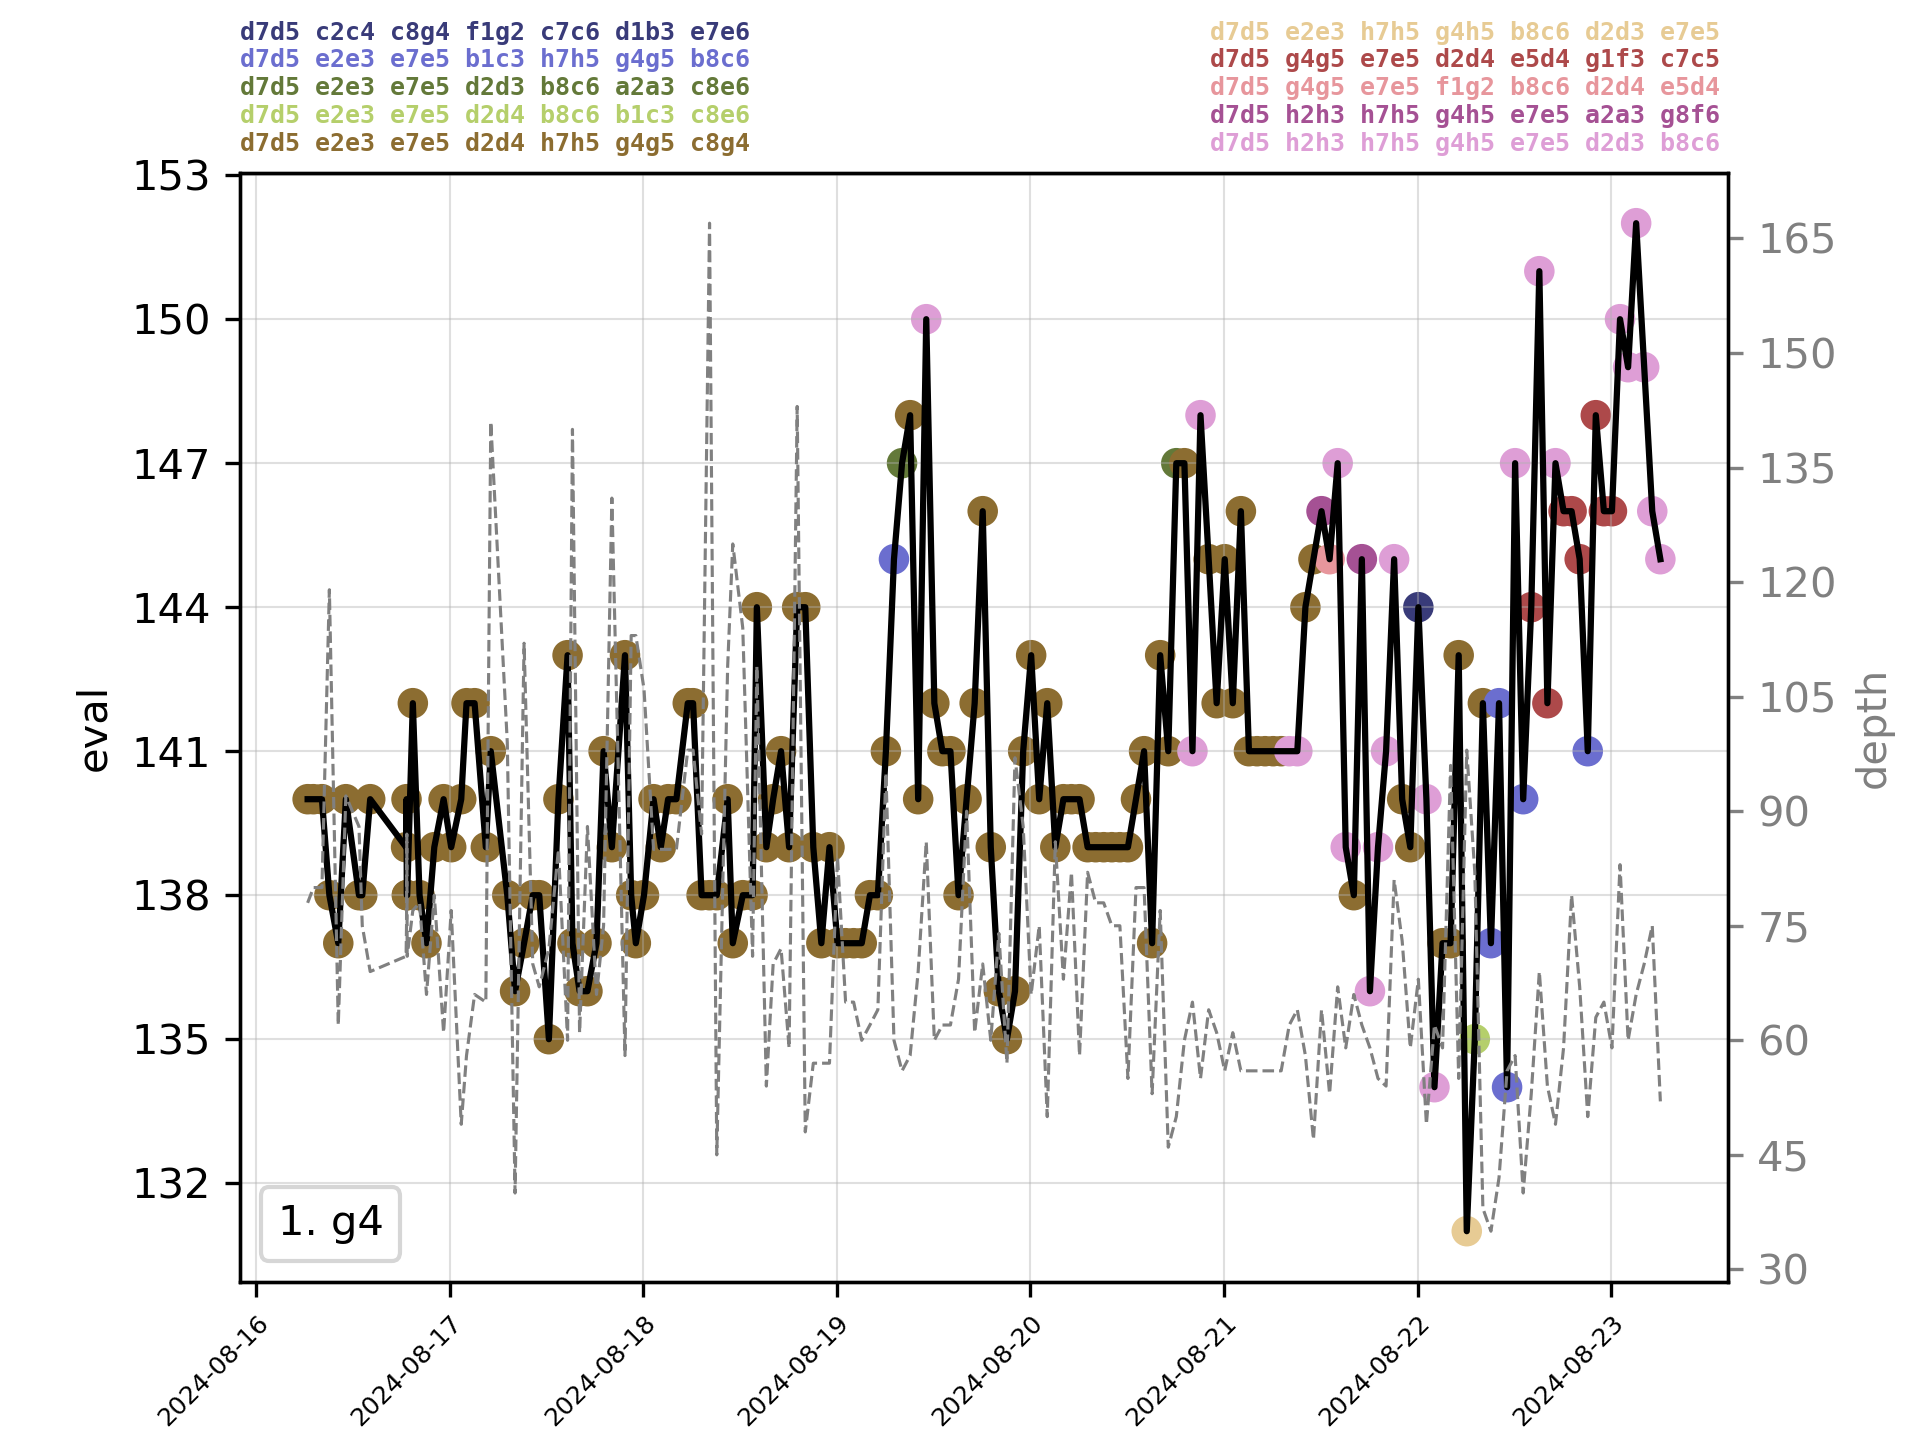 d7d5 c2c4 c8g4 f1g2 c7c6 d1b3 e7e6
d7d5 e2e3 e7e5 b1c3 h7h5 g4g5 b8c6
d7d5 e2e3 e7e5 d2d3 b8c6 a2a3 c8e6
d7d5 e2e3 e7e5 d2d4 b8c6 b1c3 c8e6
d7d5 e2e3 e7e5 d2d4 h7h5 g4g5 c8g4
d7d5 e2e3 h7h5 g4h5 b8c6 d2d3 e7e5
d7d5 g4g5 e7e5 d2d4 e5d4 g1f3 c7c5
d7d5 g4g5 e7e5 f1g2 b8c6 d2d4 e5d4
d7d5 h2h3 h7h5 g4h5 e7e5 a2a3 g8f6
d7d5 h2h3 h7h5 g4h5 e7e5 d2d3 b8c6
153
150
147
144
141
138
135
132
eval
165
150
135
120
105
90
75
60
45
30
depth
1. g4
2024-08-16
2024-08-17
2024-08-18
2024-08-19
2024-08-20
2024-08-21
2024-08-22
2024-08-23